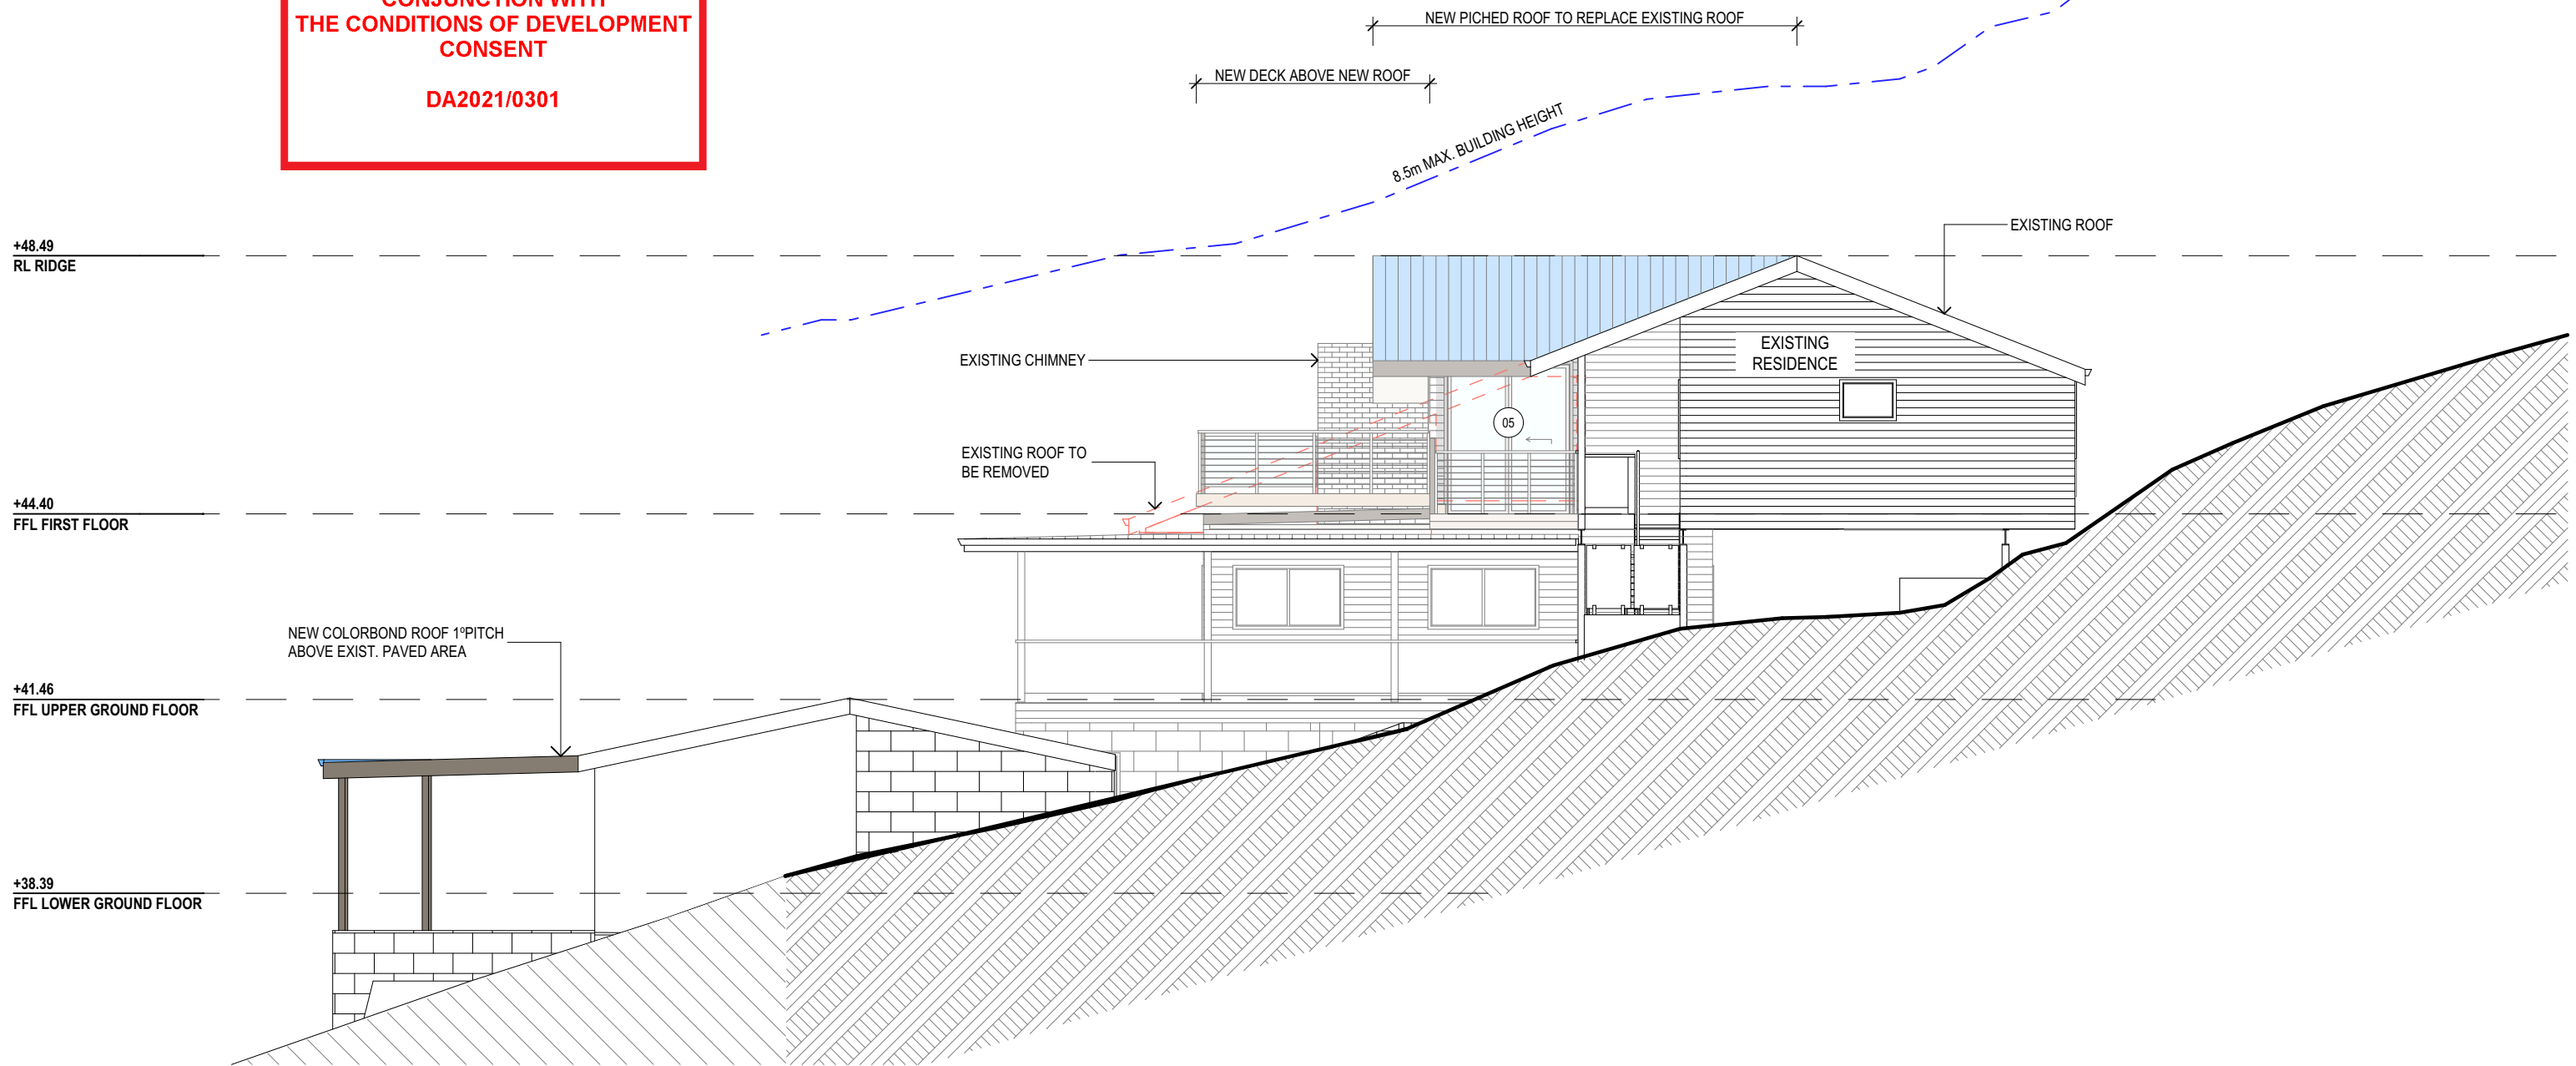 CONJUNCTION WITH
THE CONDITIONS OF DEVELOPMENT
CONSENT
DA2021/0301
NEW PICHED ROOF TO REPLACE EXISTING ROOF
NEW DECK ABOVE NEW ROOF
8.5m MAX. BUILDING HEIGHT
EXISTING ROOF
+48.49
RL RIDGE
EXISTING CHIMNEY
EXISTING
RESIDENCE
05
EXISTING ROOF TO
BE REMOVED
+44.40
FFL FIRST FLOOR
NEW COLORBOND ROOF 1ºPITCH
ABOVE EXIST. PAVED AREA
+41.46
FFL UPPER GROUND FLOOR
+38.39
FFL LOWER GROUND FLOOR